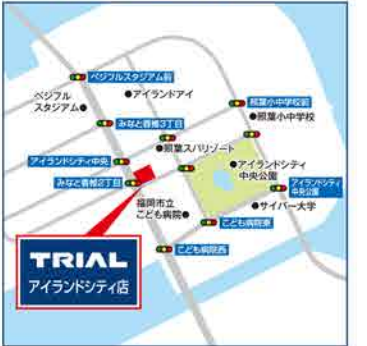 ベジフルスタジアム前
ベジフル
スタジアム
アイランドアイ
照葉小中学校前
照葉小中学校
みなと香椎3丁目
照葉スパリゾート
アイランドシティ中央
アイランドシティ
中央公園
みなと香椎2丁目
アイランドシティ
中央公園
福岡市立
こども病院
サイバー大学
こども病院東
こども病院西
TRIAL
アイランドシティ店